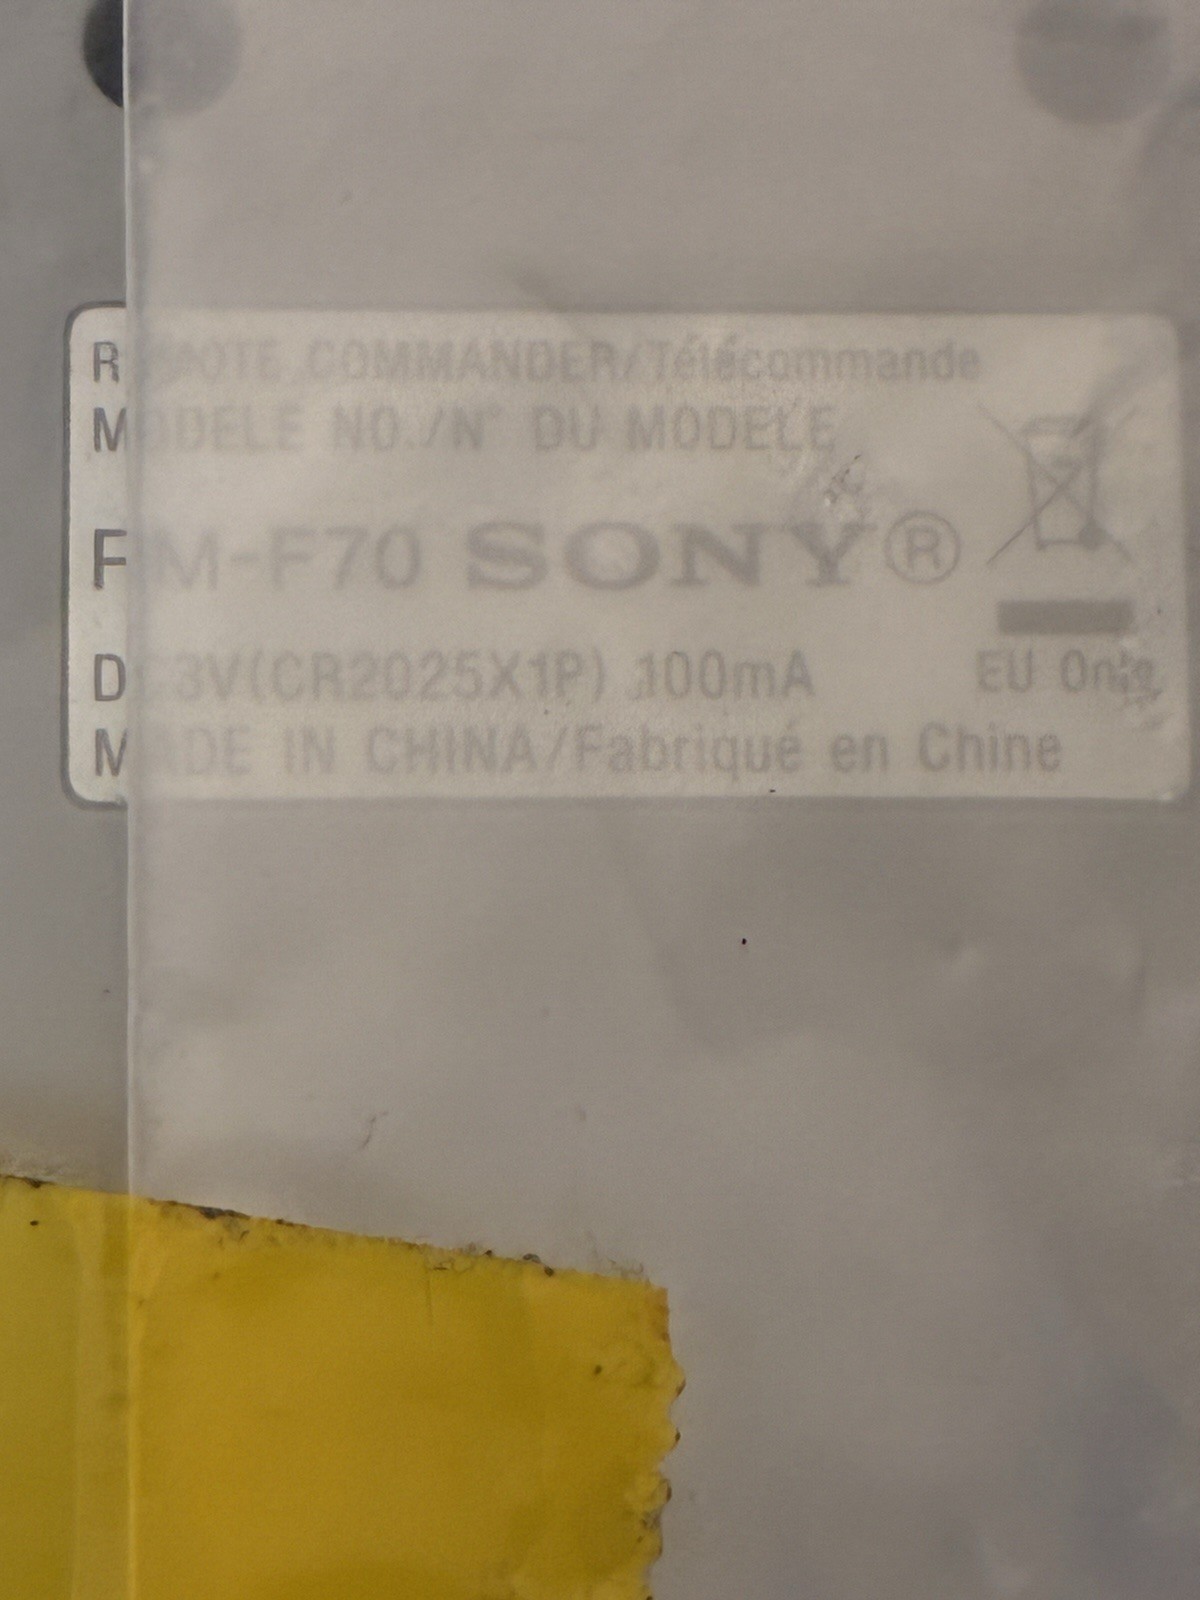 REMOTE COMMANDER/Télécommande
MODELE NO./N° DU MODELE
FM-F70 SONY®
DC3V(CR2025X1P) 100mA
EU Only
MADE IN CHINA/Fabriqué en Chine